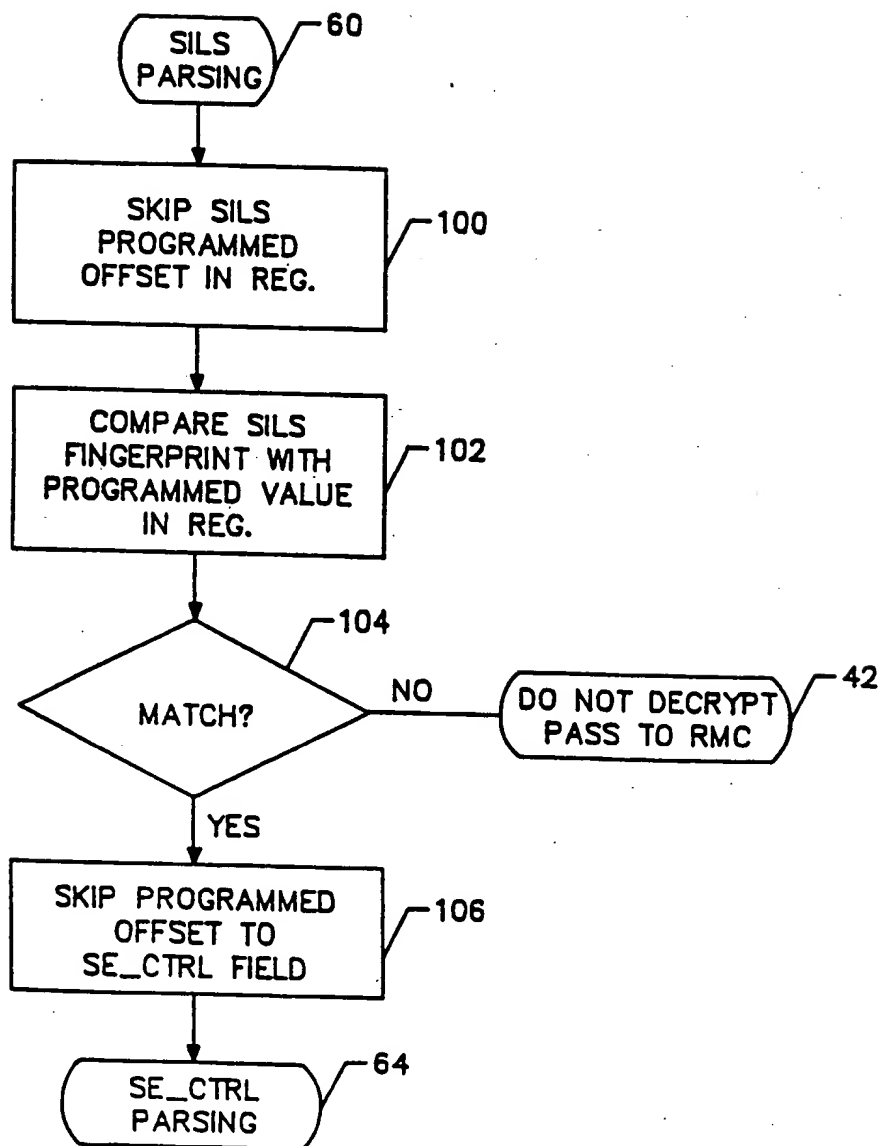 SILS
PARSING
60
SKIP SILS
PROGRAMMED
OFFSET IN REG.
100
COMPARE SILS
FINGERPRINT WITH
PROGRAMMED VALUE
IN REG.
102
MATCH?
104
NO
DO NOT DECRYPT
PASS TO RMC
42
YES
SKIP PROGRAMMED
OFFSET TO
SE_CTRL FIELD
106
SE_CTRL
PARSING
64